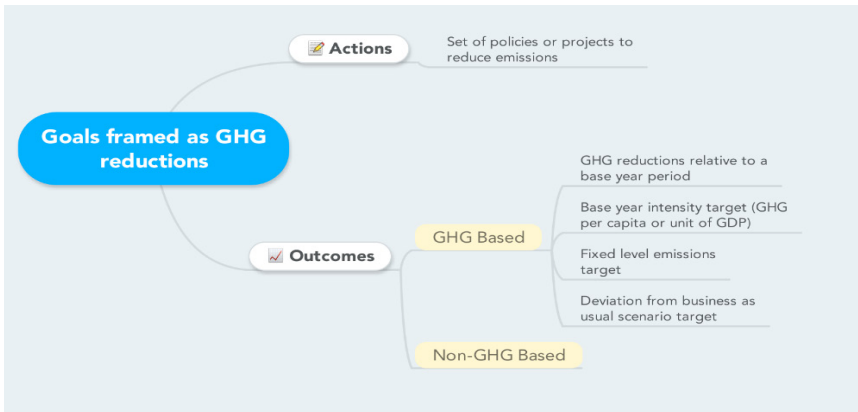 Actions
Set of policies or projects to
reduce emissions
Goals framed as GHG
reductions
GHG reductions relative to a
base year period
Base year intensity target (GHG
per capita or unit of GDP)
GHG Based
Outcomes
Fixed level emissions
target
Deviation from business as
usual scenario target
Non-GHG Based